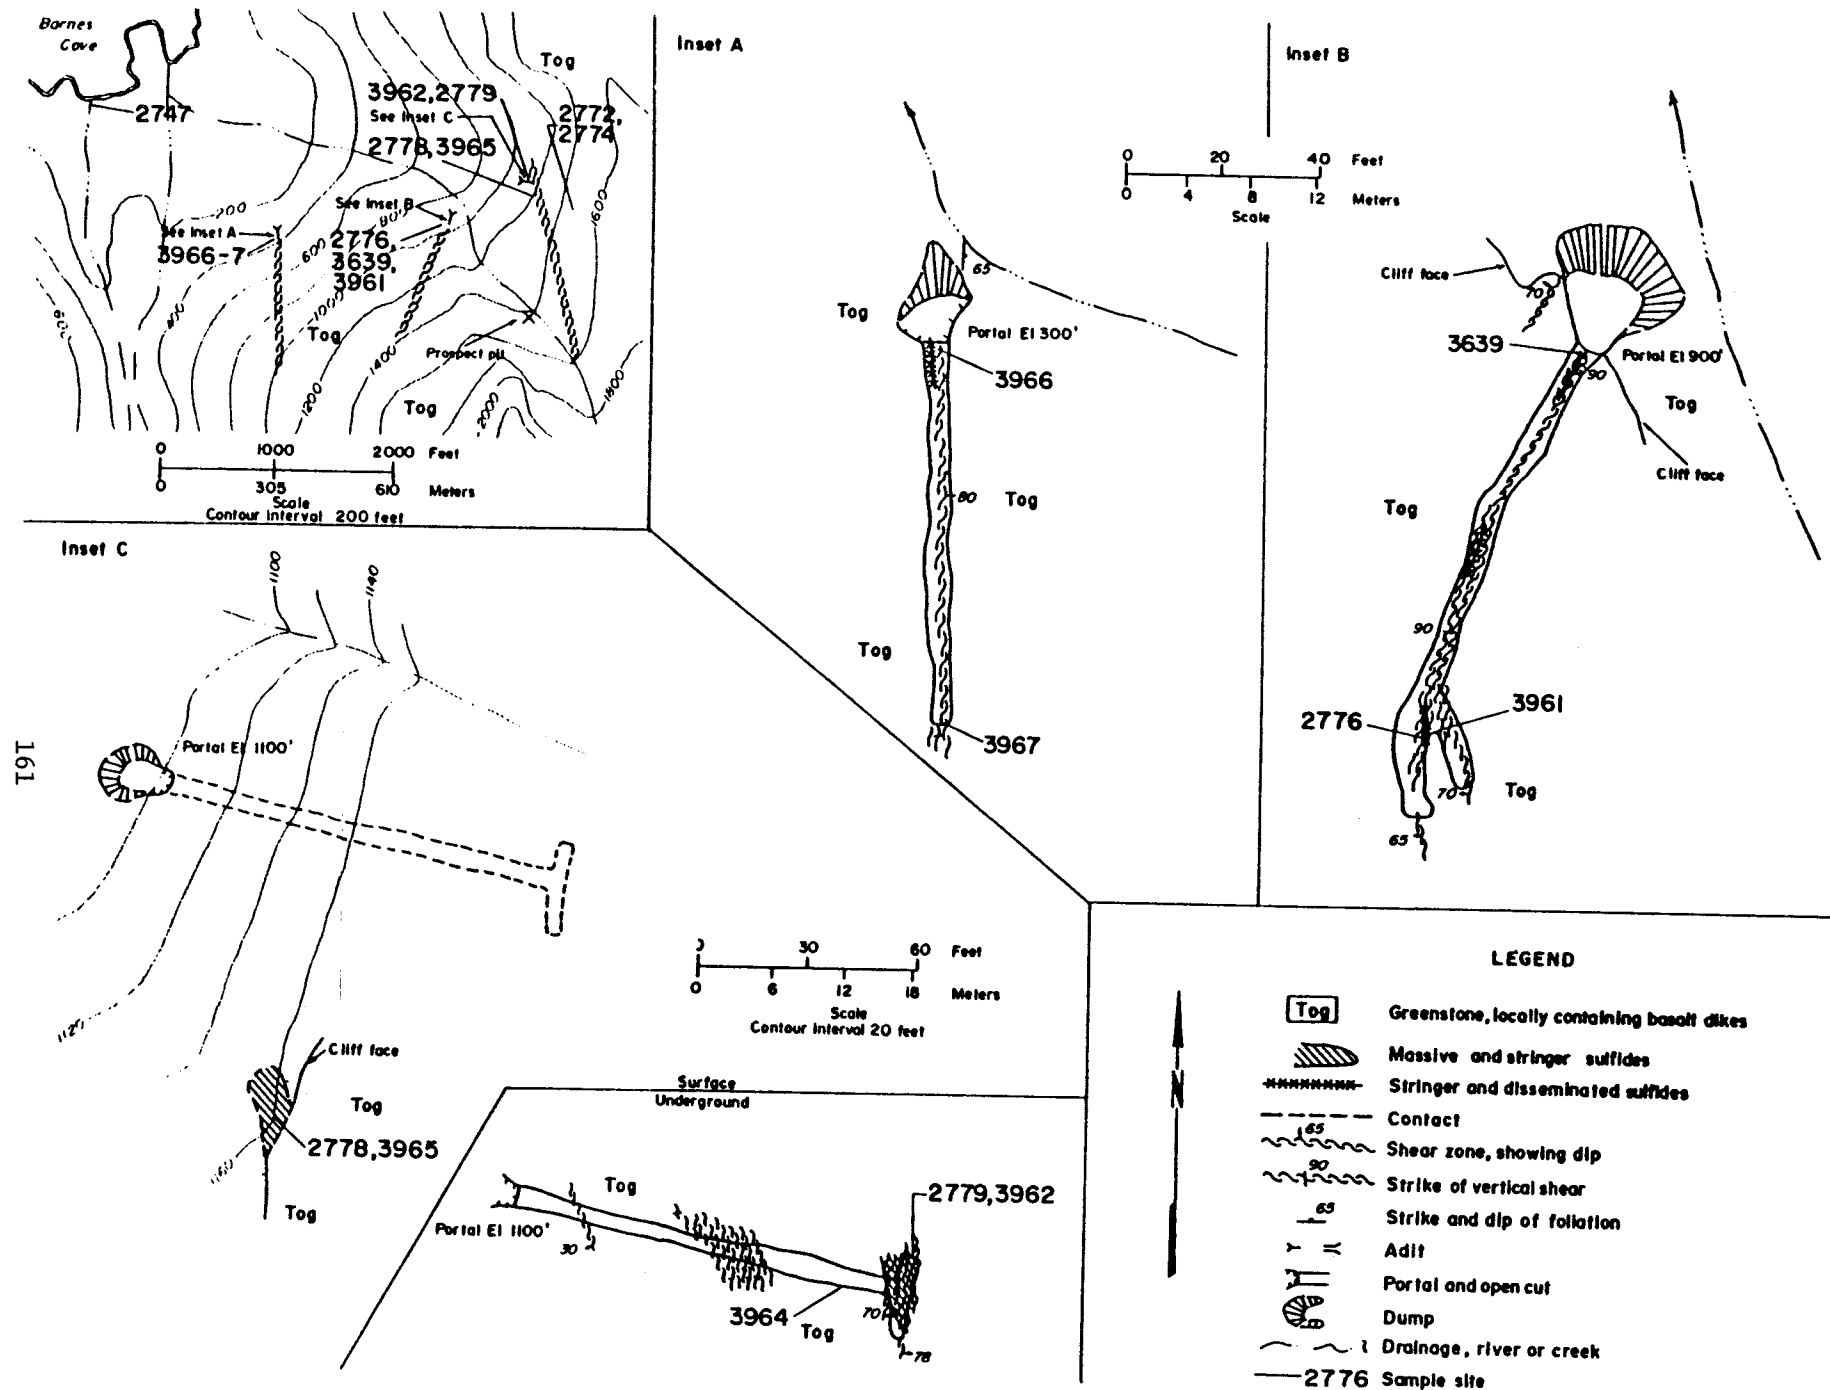 Barnes
Cove
2747
Tog
3962,2779
See Inset C
2772,
2774
2778,3965
200
See Inset B
800
1600
See Inset A
3966-7
600
2776,
3639,
3961
1000
400
Tog
600
1400
Prospect pit
1200
Tog
2000
1800
0 1000 2000 Feet
0 305 610 Meters
Scale
Contour Interval 200 feet
Inset A
65
Tog
Portal El 300'
3966
80
Tog
Tog
3967
0 20 40 Feet
0 4 8 12 Meters
Scale
Inset B
Cliff face
70
3639
Portal El 900'
90
Tog
Cliff face
Tog
90
3961
2776
70
Tog
65
Inset C
1100
1140
Portal El 1100'
1120
Cliff face
Tog
2778,3965
1160
Tog
161
0 30 60 Feet
0 6 12 18 Meters
Scale
Contour Interval 20 feet
Surface
Underground
Tog
2779,3962
Portal El 1100'
30
3964
70
Tog
78
N
LEGEND
Tog Greenstone, locally containing basalt dikes
Massive and stringer sulfides
Stringer and disseminated sulfides
Contact
65 Shear zone, showing dip
90 Strike of vertical shear
65 Strike and dip of foliation
Adit
Portal and open cut
Dump
Drainage, river or creek
2776 Sample site